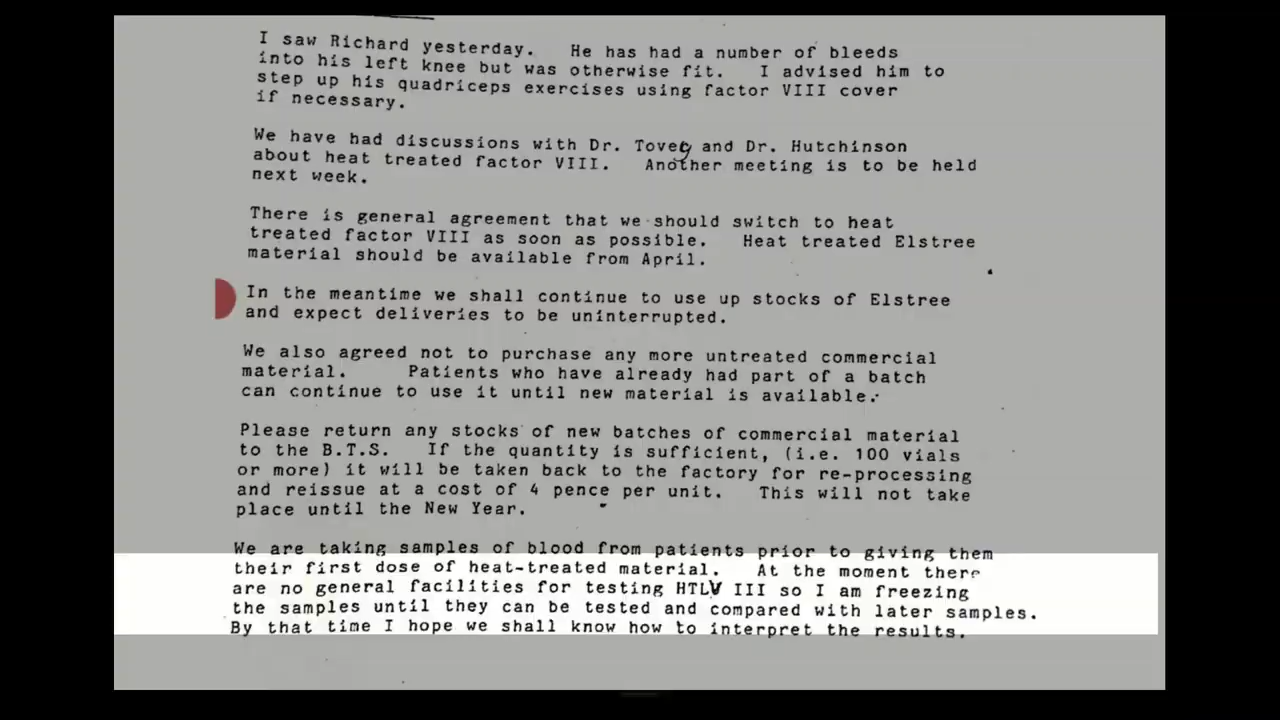 I saw Richard yesterday. He has had a number of bleeds
into his left knee but was otherwise fit. I advised him to
step up his quadriceps exercises using factor VIII cover
if necessary.
We have had discussions with Dr. Tovey and Dr. Hutchinson
about heat treated factor VIII. Another meeting is to be held
next week.
There is general agreement that we should switch to heat
treated factor VIII as soon as possible. Heat treated Elstree
material should be available from April.
In the meantime we shall continue to use up stocks of Elstree
and expect deliveries to be uninterrupted.
We also agreed not to purchase any more untreated commercial
material. Patients who have already had part of a batch
can continue to use it until new material is available.
Please return any stocks of new batches of commercial material
to the B.T.S. If the quantity is sufficient, (i.e. 100 vials
or more) it will be taken back to the factory for re-processing
and reissue at a cost of 4 pence per unit. This will not take
place until the New Year.
We are taking samples of blood from patients prior to giving them
their first dose of heat-treated material. At the moment there
are no general facilities for testing HTLV III so I am freezing
the samples until they can be tested and compared with later samples.
By that time I hope we shall know how to interpret the results.